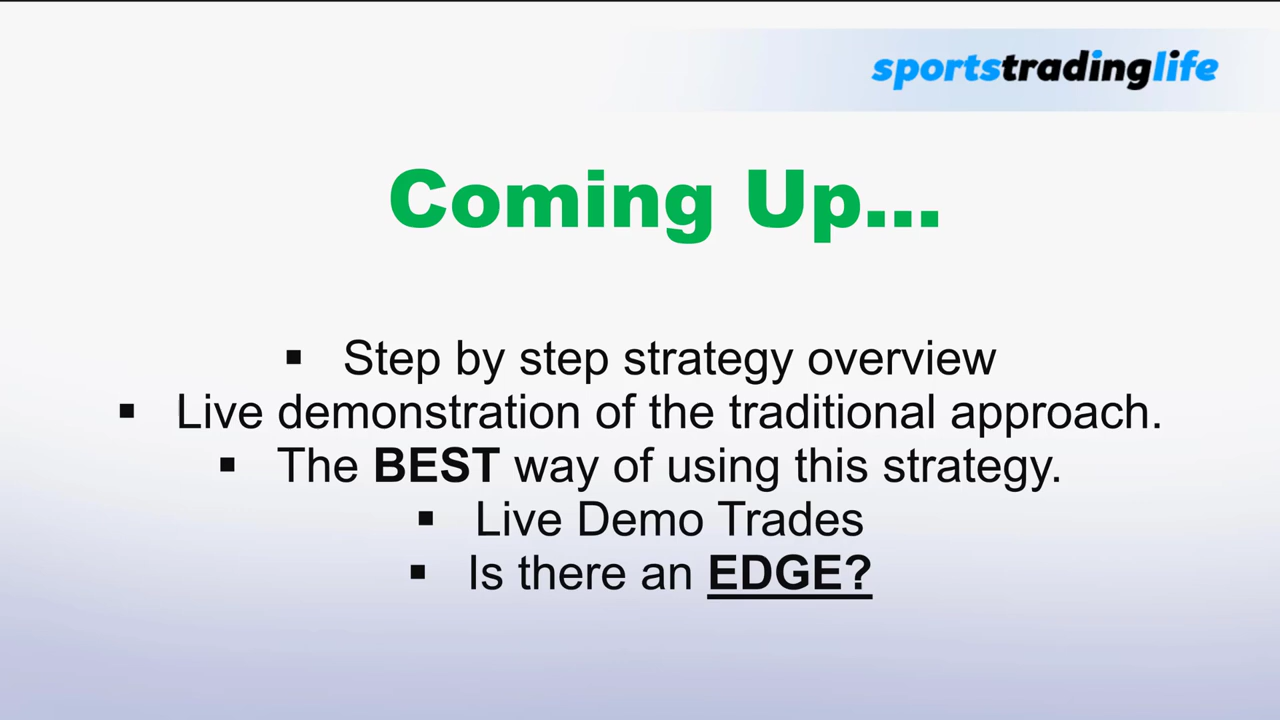 sportstradinglife
Coming Up...
▪ Step by step strategy overview
▪ Live demonstration of the traditional approach.
▪ The BEST way of using this strategy.
▪ Live Demo Trades
▪ Is there an EDGE?